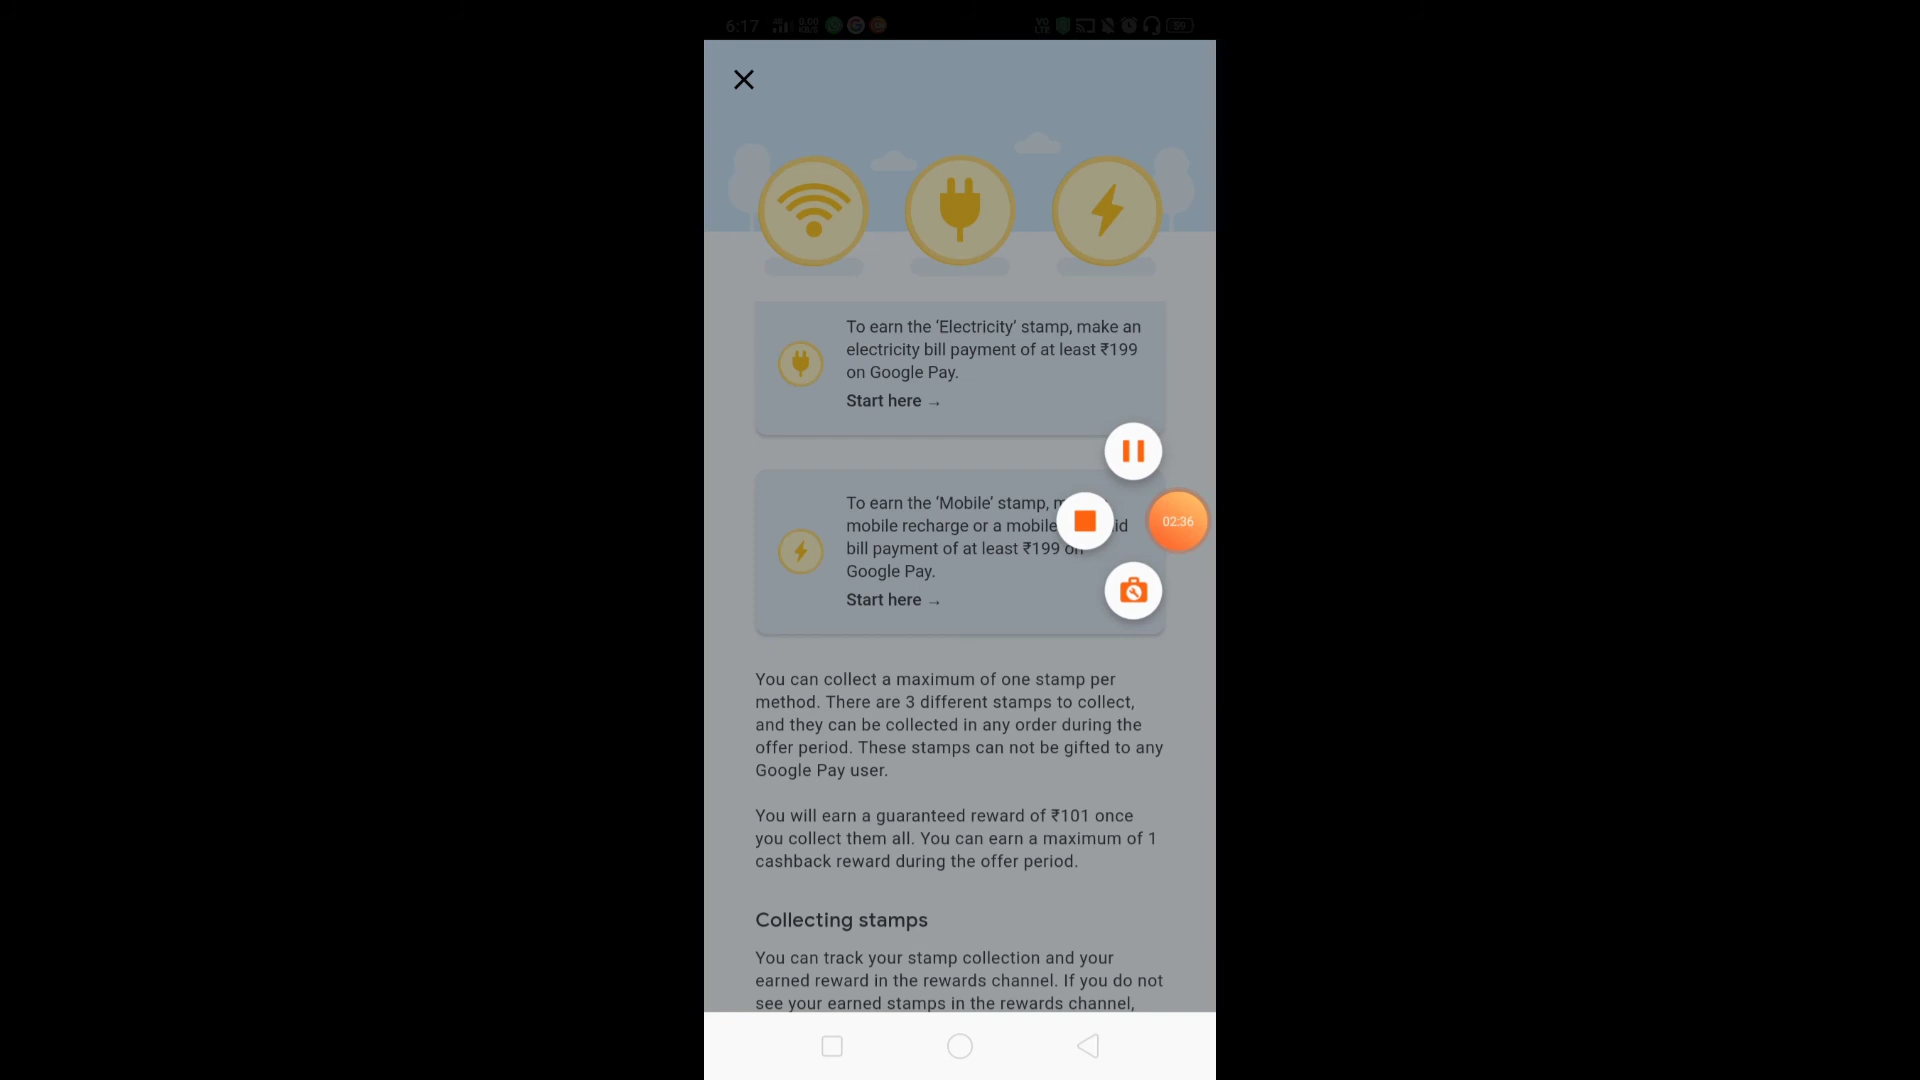 6:17
4G
0.00
KB/S
VO
LTE
59
To earn the ‘Electricity’ stamp, make an
electricity bill payment of at least ₹199
on Google Pay.
Start here →
To earn the ‘Mobile’ stamp,
mobile recharge or a mobile
bill payment of at least ₹199 on
Google Pay.
Start here →
02:36
You can collect a maximum of one stamp per
method. There are 3 different stamps to collect,
and they can be collected in any order during the
offer period. These stamps can not be gifted to any
Google Pay user.
You will earn a guaranteed reward of ₹101 once
you collect them all. You can earn a maximum of 1
cashback reward during the offer period.
Collecting stamps
You can track your stamp collection and your
earned reward in the rewards channel. If you do not
see your earned stamps in the rewards channel,